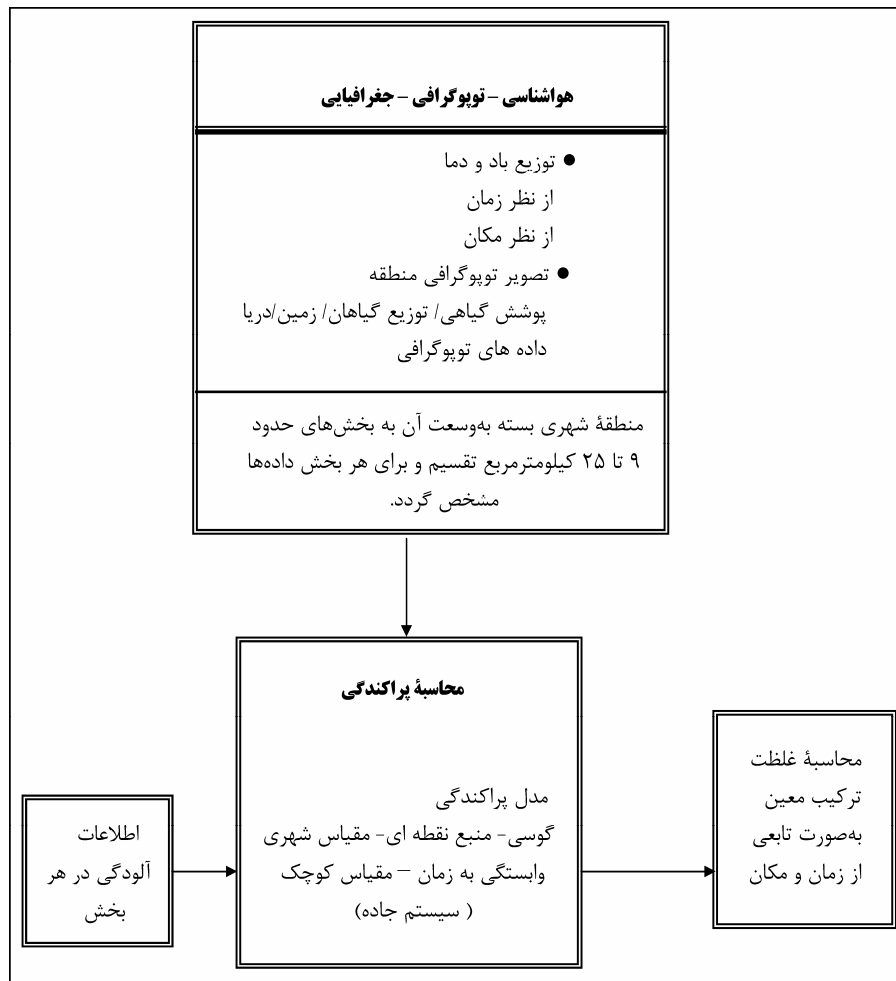 هواشناسی – توپوگرافی – جغرافیایی
● توزیع باد و دما
از نظر زمان
از نظر مکان
● تصویر توپوگرافی منطقه
پوشش گیاهی/ توزیع گیاهان/ زمین/دریا
داده های توپوگرافی
منطقهٔ شهری بسته به‌وسعت آن به بخش‌های حدود
۹ تا ۲۵ کیلومترمربع تقسیم و برای هر بخش داده‌ها
مشخص گردد.
محاسبهٔ پراکندگی
مدل پراکندگی
گوسی- منبع نقطه ای- مقیاس شهری
وابستگی به زمان – مقیاس کوچک
( سیستم جاده)
محاسبهٔ غلظت
ترکیب معین
به‌صورت تابعی
از زمان و مکان
اطلاعات
آلودگی در هر
بخش